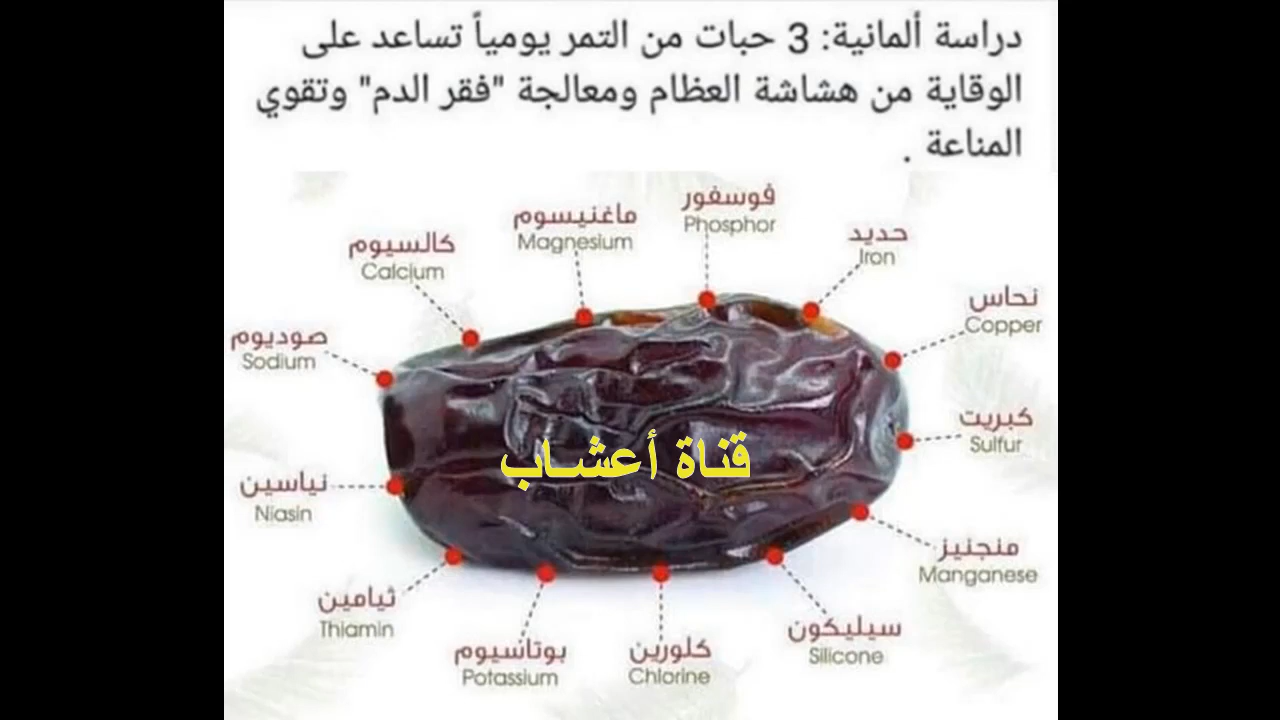 دراسة ألمانية: 3 حبات من التمر يومياً تساعد على
الوقاية من هشاشة العظام ومعالجة "فقر الدم" وتقوي
المناعة .
فوسفور
Phosphor
ماغنيسوم
Magnesium
حديد
Iron
كالسيوم
Calcium
نحاس
Copper
صوديوم
Sodium
كبريت
Sulfur
قناة أعشاب
نياسين
Niasin
منجنيز
Manganese
ثيامين
Thiamin
سيليكون
Silicone
بوتاسيوم
Potassium
كلورين
Chlorine